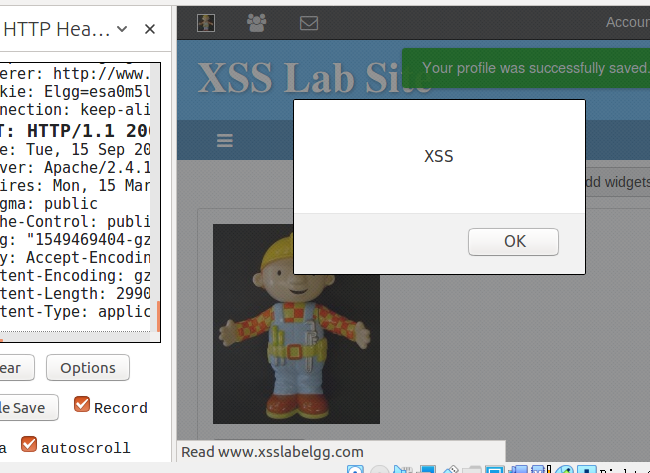 HTTP Hea...
erer: http://www.
kie: Elgg=esa0m5l
nection: keep-ali
T: HTTP/1.1 200
e: Tue, 15 Sep 20
ver: Apache/2.4.1
ires: Mon, 15 Mar
gma: public
he-Control: publi
g: "1549469404-gz
y: Accept-Encodin
tent-Encoding: gz
tent-Length: 2990
tent-Type: applic
ear
Options
le Save
Record
a
autoscroll
Accoun
XSS Lab Site
Your profile was successfully saved.
XSS
OK
dd widgets
Read www.xsslabelgg.com